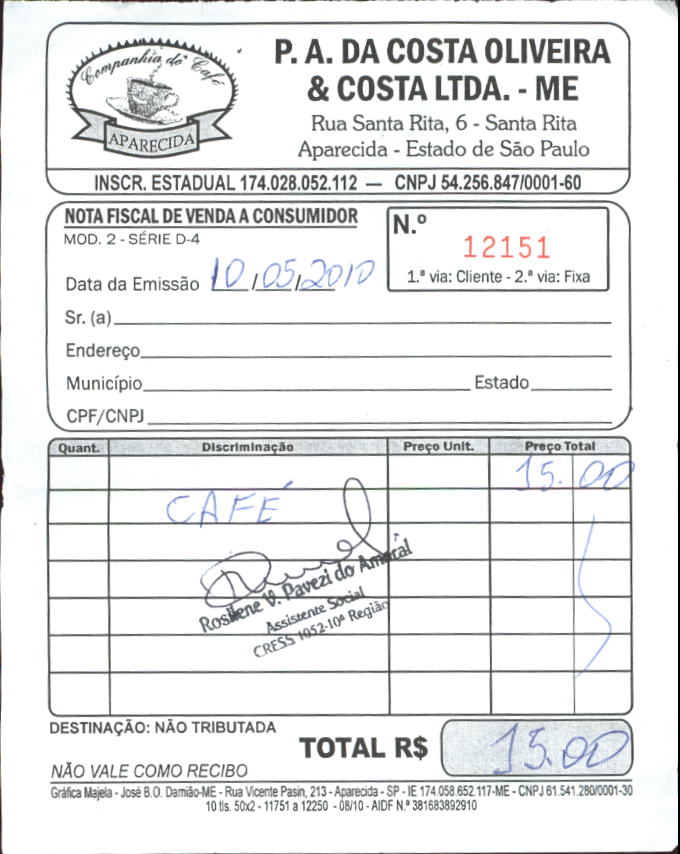 Companhia do Café
APARECIDA
P. A. DA COSTA OLIVEIRA
& COSTA LTDA. - ME
Rua Santa Rita, 6 - Santa Rita
Aparecida - Estado de São Paulo
INSCR. ESTADUAL 174.028.052.112 — CNPJ 54.256.847/0001-60
NOTA FISCAL DE VENDA A CONSUMIDOR
MOD. 2 - SÉRIE D-4
N.º
12151
1.ª via: Cliente - 2.ª via: Fixa
Data da Emissão 10/05/2010
Sr. (a)
Endereço
Município Estado
CPF/CNPJ
Quant. Discriminação Preço Unit. Preço Total
15.00
CAFÉ
Rosilene V. Pavezi do Amaral
Assistente Social
CRESS 1052-10ª Região
DESTINAÇÃO: NÃO TRIBUTADA
TOTAL R$ 15.00
NÃO VALE COMO RECIBO
Gráfica Majela - José B.O. Damião-ME - Rua Vicente Pasin, 213 - Aparecida - SP - IE 174.058.652.117-ME - CNPJ 61.541.280/0001-30
10 tls. 50x2 - 11751 a 12250 - 08/10 - AIDF N.º 381683892910